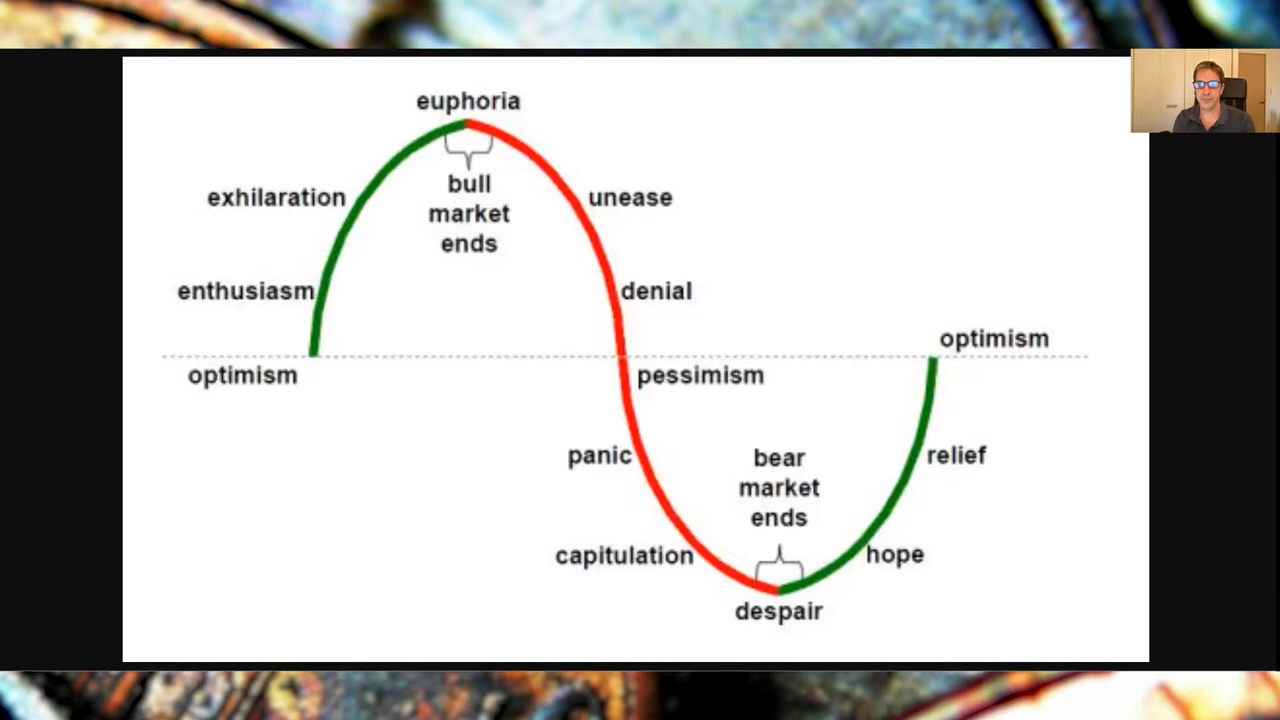 euphoria
exhilaration
bull
market
ends
unease
enthusiasm
denial
optimism
optimism
pessimism
panic
bear
market
ends
relief
capitulation
hope
despair